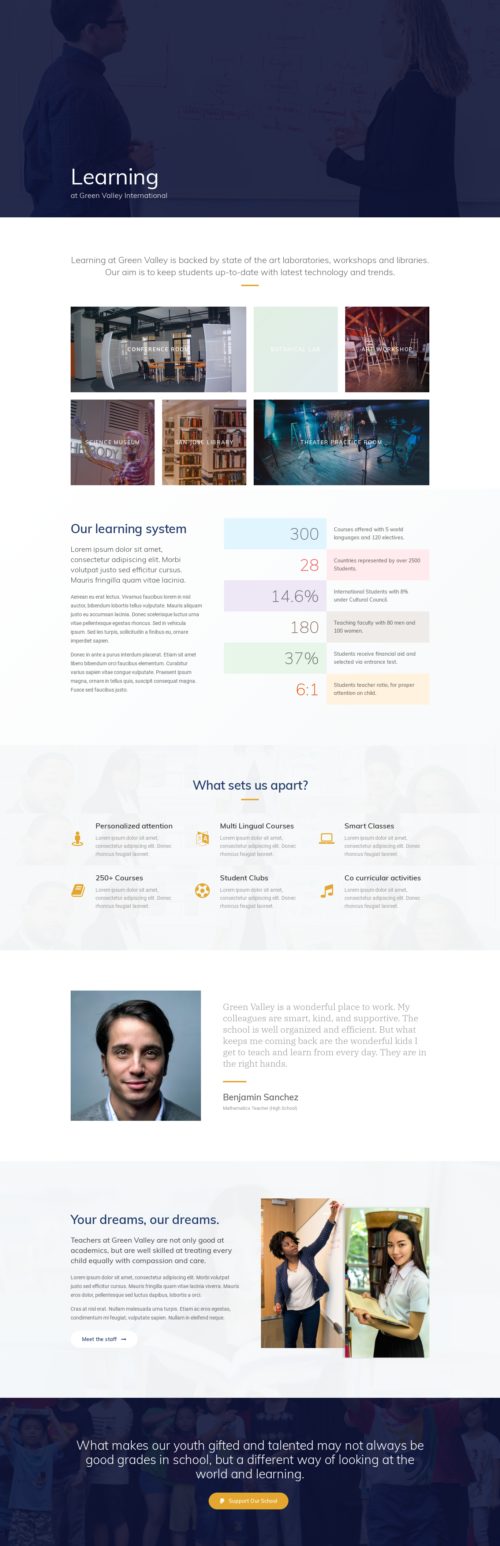 Learning
at Green Valley International
Learning at Green Valley is backed by state of the art laboratories, workshops and libraries.
Our aim is to keep students up-to-date with latest technology and trends.
CONFERENCE ROOM
BOTANICAL LAB
ART WORKSHOP
SCIENCE MUSEUM
SAN JOSE LIBRARY
THEATER PRACTICE ROOM
Our learning system
Lorem ipsum dolor sit amet,
consectetur adipiscing elit. Morbi
volutpat justo sed efficitur cursus.
Mauris fringilla quam vitae lacinia.
Aenean eu erat lectus. Vivamus faucibus lorem in nisl
auctor, bibendum lobortis tellus vulputate. Mauris aliquam
justo eu accumsan lacinia. Donec scelerisque luctus urna
vitae pellentesque egestas rhoncus. Sed in vehicula
ipsum. Sed leo turpis, sollicitudin a finibus eu, ornare
imperdiet sapien.
Donec in ante a purus interdum placerat. Etiam sit amet
libero bibendum orci faucibus elementum. Curabitur
varius sapien vitae congue vulputate. Praesent ipsum
magna, ornare in tellus quis, suscipit consequat magna.
Fusce sed faucibus justo.
300
Courses offered with 5 world
languages and 120 electives.
28
Countries represented by over 2500
Students.
14.6%
International Students with 8%
under Cultural Council.
180
Teaching faculty with 80 men and
100 women.
37%
Students receive financial aid and
selected via entrance test.
6:1
Students teacher ratio, for proper
attention on child.
What sets us apart?
Personalized attention
Lorem ipsum dolor sit amet,
consectetur adipiscing elit. Donec
rhoncus feugiat laoreet.
Multi Lingual Courses
Lorem ipsum dolor sit amet,
consectetur adipiscing elit. Donec
rhoncus feugiat laoreet.
Smart Classes
Lorem ipsum dolor sit amet,
consectetur adipiscing elit. Donec
rhoncus feugiat laoreet.
250+ Courses
Lorem ipsum dolor sit amet,
consectetur adipiscing elit. Donec
rhoncus feugiat laoreet.
Student Clubs
Lorem ipsum dolor sit amet,
consectetur adipiscing elit. Donec
rhoncus feugiat laoreet.
Co curricular activities
Lorem ipsum dolor sit amet,
consectetur adipiscing elit. Donec
rhoncus feugiat laoreet.
Green Valley is a wonderful place to work. My
colleagues are smart, kind, and supportive. The
school is well organized and efficient. But what
keeps me coming back are the wonderful kids I
get to teach and learn from every day. They are in
the right hands.
Benjamin Sanchez
Mathematics Teacher (High School)
Your dreams, our dreams.
Teachers at Green Valley are not only good at
academics, but are well skilled at treating every
child equally with compassion and care.
Lorem ipsum dolor sit amet, consectetur adipiscing elit. Morbi volutpat
justo sed efficitur cursus. Mauris fringilla quam vitae lacinia viverra. Mauris
eros dolor, pellentesque sed luctus dapibus, lobortis a orci.
Cras at nisl erat. Nullam malesuada urna turpis. Etiam ac eros egestas,
condimentum mi feugiat, vulputate sapien. Nullam in eleifend neque.
Meet the staff
What makes our youth gifted and talented may not always be
good grades in school, but a different way of looking at the
world and learning.
Support Our School